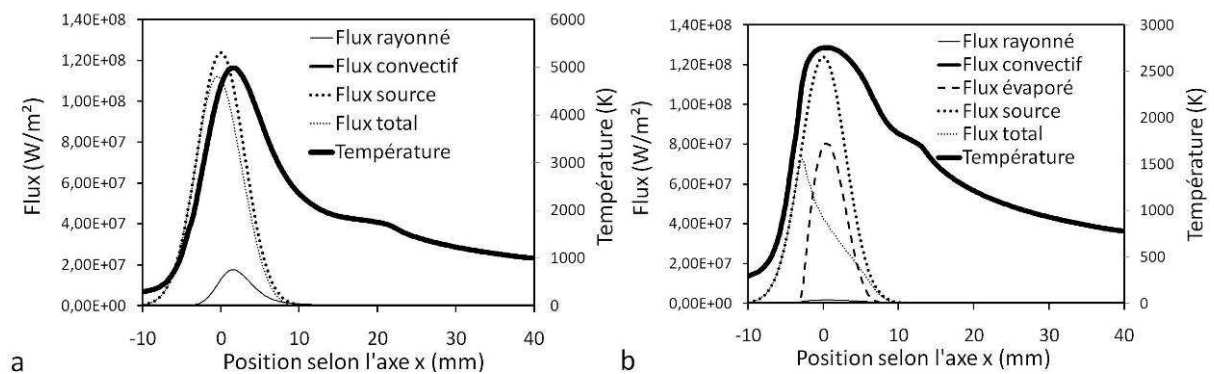 1,40E+08
1,20E+08
1,00E+08
8,00E+07
6,00E+07
4,00E+07
2,00E+07
0,00E+00
Flux (W/m²)
Flux rayonné
Flux convectif
Flux source
Flux total
Température
6000
5000
4000
3000
2000
1000
0
Température (K)
-10 0 10 20 30 40
Position selon l'axe x (mm)
a
1,40E+08
1,20E+08
1,00E+08
8,00E+07
6,00E+07
4,00E+07
2,00E+07
0,00E+00
Flux (W/m²)
Flux rayonné
Flux convectif
Flux évaporé
Flux source
Flux total
Température
3000
2500
2000
1500
1000
500
0
Température (K)
-10 0 10 20 30 40
Position selon l'axe x (mm)
b